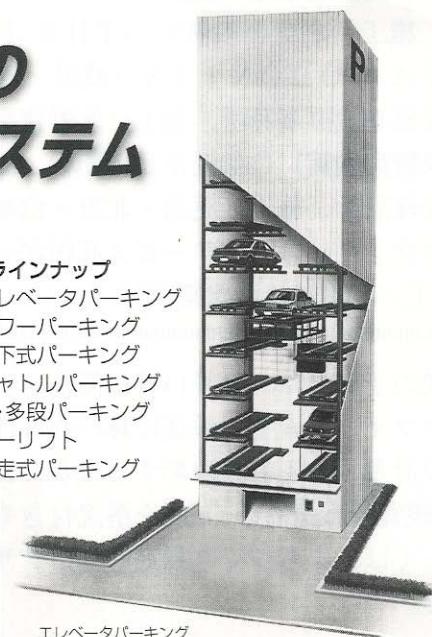 の
ステム
P
ラインナップ
レベータパーキング
ワーパーキング
下式パーキング
ャトルパーキング
・多段パーキング
ーリフト
走式パーキング
エレベータパーキング